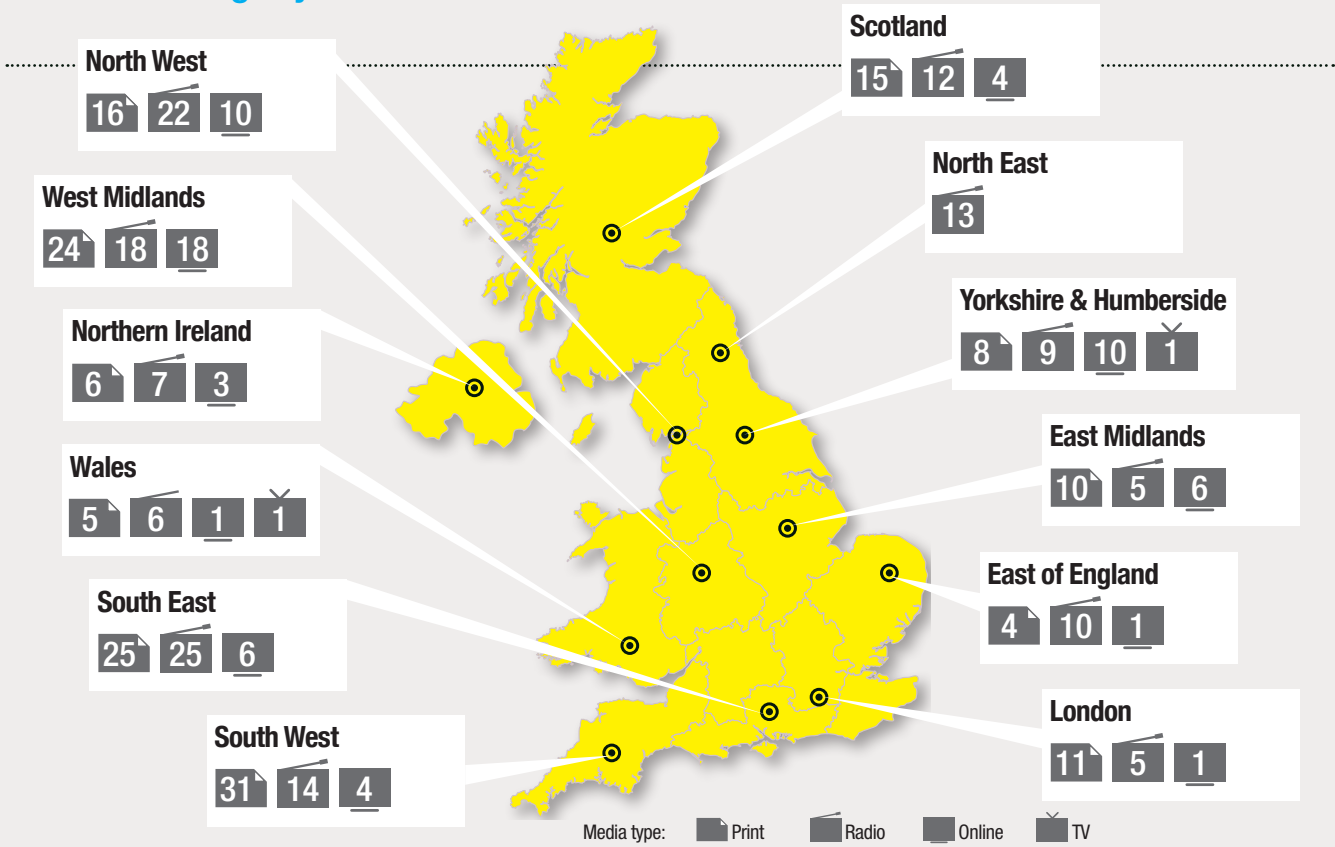 Scotland
15 12 4
North West
16 22 10
North East
13
West Midlands
24 18 18
Yorkshire & Humberside
8 9 10 1
Northern Ireland
6 7 3
East Midlands
10 5 6
Wales
5 6 1 1
East of England
4 10 1
South East
25 25 6
London
11 5 1
South West
31 14 4
Media type: Print Radio Online TV